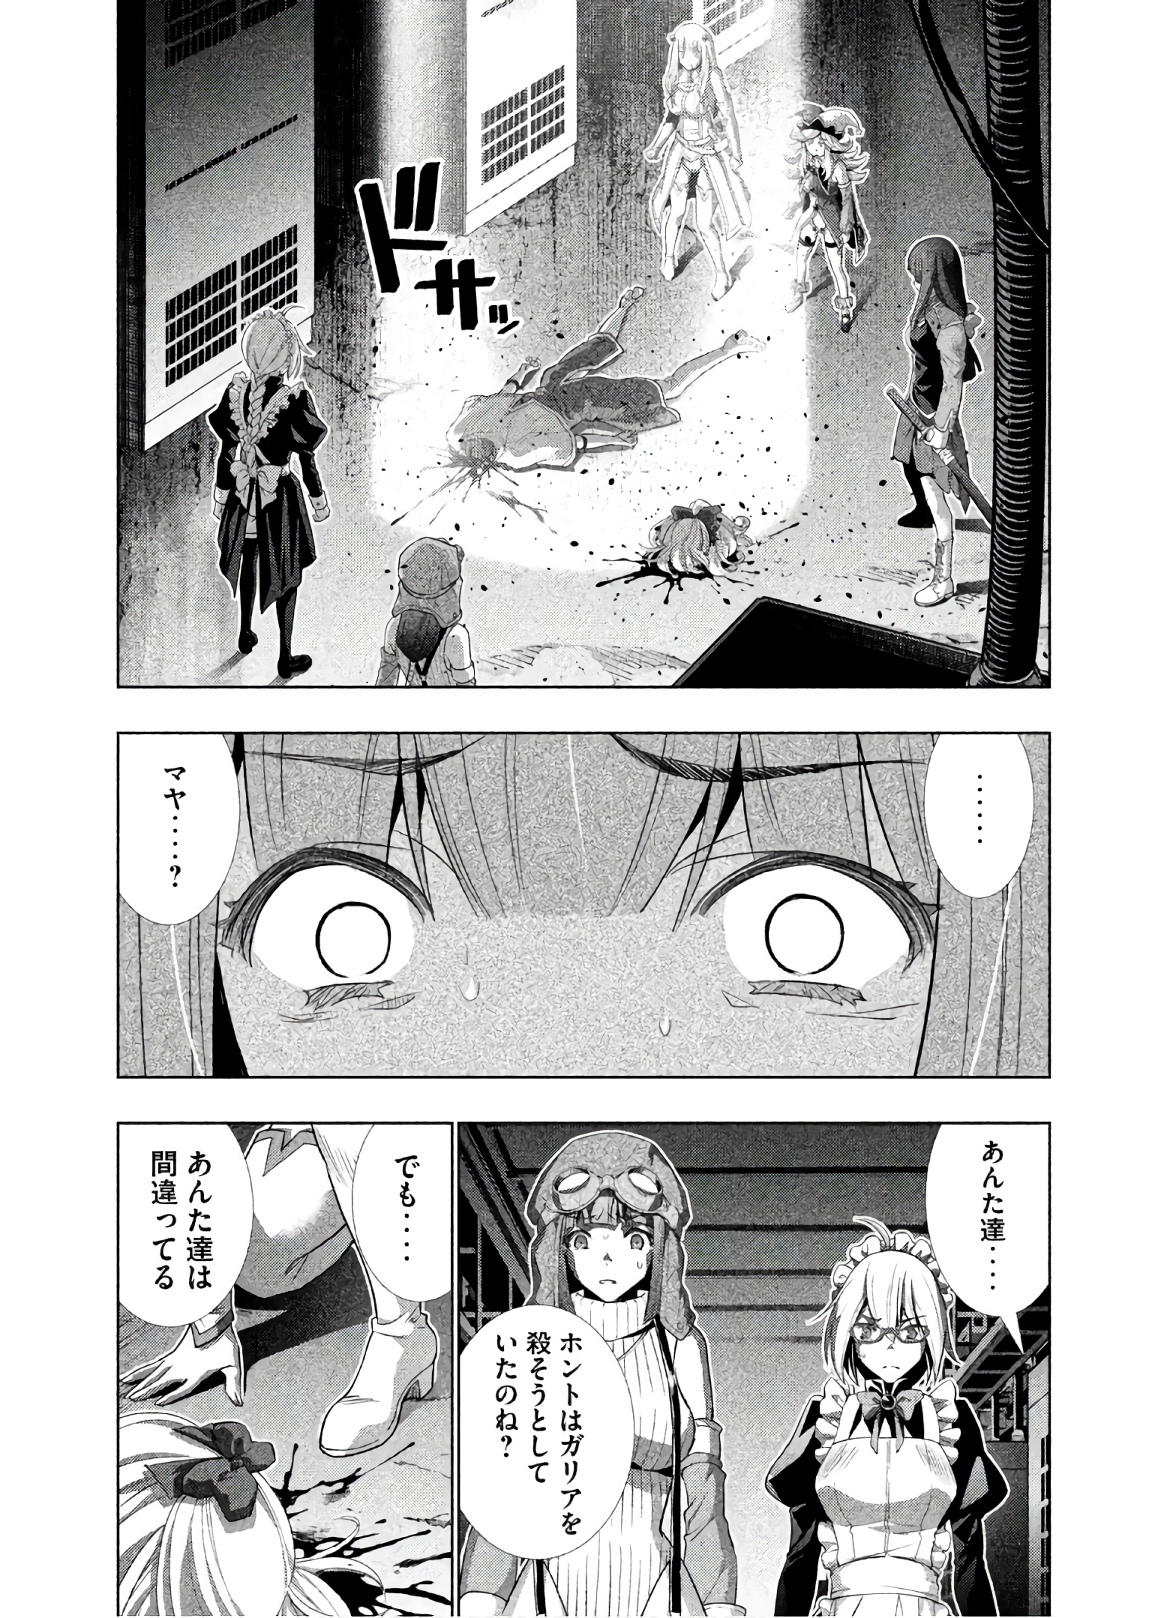 ドサッ
‥‥‥
マヤ‥‥?
あんた達‥‥
ホントはガリアを
殺そうとして
いたのね?
でも‥‥
あんた達は
間違ってる